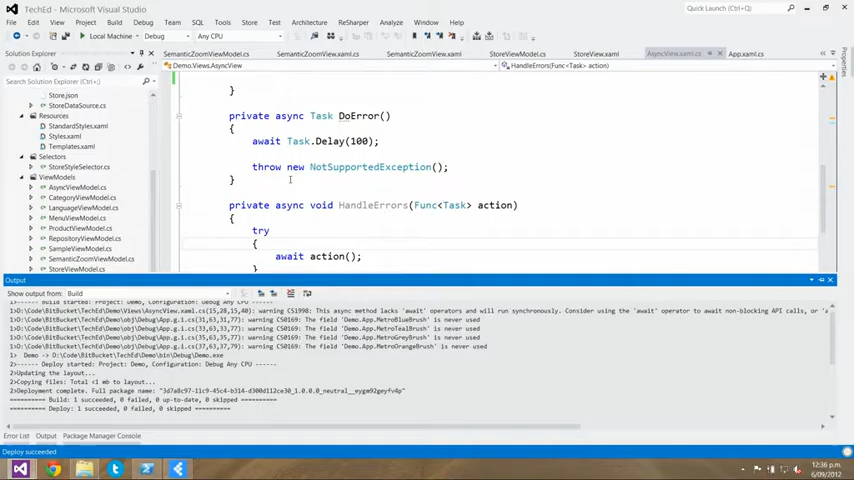 TechEd - Microsoft Visual Studio
Quick Launch (Ctrl+Q)
File Edit View Project Build Debug Team SQL Tools Store Test Architecture ReSharper Analyze Window Help
Local Machine Debug Any CPU
Solution Explorer
SemanticZoomViewModel.cs SemanticZoomView.xaml.cs SemanticZoomView.xaml StoreViewModel.cs StoreView.xaml AsyncView.xaml.cs App.xaml.cs
Demo.Views.AsyncView HandleErrors(Func<Task> action)
Search Solution Explorer (Ctrl+;)
Store.json
StoreDataSource.cs
Resources
StandardStyles.xaml
Styles.xaml
Templates.xaml
Selectors
StoreStyleSelector.cs
ViewModels
AsyncViewModel.cs
CategoryViewModel.cs
LanguageViewModel.cs
MenuViewModel.cs
ProductViewModel.cs
RepositoryViewModel.cs
SampleViewModel.cs
SemanticZoomViewModel.cs
StoreViewModel.cs
}
private async Task DoError()
{
await Task.Delay(100);
throw new NotSupportedException();
}
private async void HandleErrors(Func<Task> action)
{
try
{
await action();
}
Properties
Output
Show output from: Build
1>------ Build started: Project: Demo, Configuration: Debug Any CPU ------
1>D:\Code\BitBucket\TechEd\Demo\Views\AsyncView.xaml.cs(15,28,15,40): warning CS1998: This async method lacks 'await' operators and will run synchronously. Consider using the 'await' operator to await non-blocking API calls, or 'a
1>D:\Code\BitBucket\TechEd\Demo\obj\Debug\App.g.i.cs(31,63,31,77): warning CS0169: The field 'Demo.App.MetroBlueBrush' is never used
1>D:\Code\BitBucket\TechEd\Demo\obj\Debug\App.g.i.cs(33,63,33,77): warning CS0169: The field 'Demo.App.MetroTealBrush' is never used
1>D:\Code\BitBucket\TechEd\Demo\obj\Debug\App.g.i.cs(35,63,35,77): warning CS0169: The field 'Demo.App.MetroGreyBrush' is never used
1>D:\Code\BitBucket\TechEd\Demo\obj\Debug\App.g.i.cs(37,63,37,79): warning CS0169: The field 'Demo.App.MetroOrangeBrush' is never used
1> Demo -> D:\Code\BitBucket\TechEd\Demo\bin\Debug\Demo.exe
2>------ Deploy started: Project: Demo, Configuration: Debug Any CPU ------
2>Updating the layout...
2>Copying files: Total <1 mb to layout...
2>Deployment complete. Full package name: "3d7a8c97-11c9-45c4-b314-d300d112ce30_1.0.0.0_neutral__eygm92geyfv4p"
========== Build: 1 succeeded, 0 failed, 0 up-to-date, 0 skipped ==========
========== Deploy: 1 succeeded, 0 failed, 0 skipped ==========
Error List Output Package Manager Console
Deploy succeeded
12:36 p.m.
6/09/2012